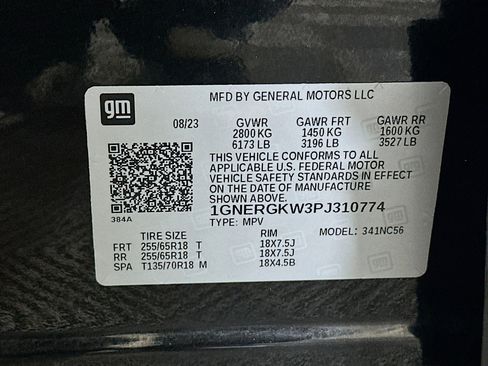 gm
MFD BY GENERAL MOTORS LLC
08/23 GVWR GAWR FRT GAWR RR
2800 KG 1450 KG 1600 KG
6173 LB 3196 LB 3527 LB
THIS VEHICLE CONFORMS TO ALL
APPLICABLE U.S. FEDERAL MOTOR
VEHICLE SAFETY STANDARDS IN EFFECT
ON THE DATE OF MANUFACTURE
SHOWN ABOVE.
1GNERGKW3PJ310774
384A
TYPE: MPV MODEL: 341NC56
TIRE SIZE RIM
FRT 255/65R18 T 18X7.5J
RR 255/65R18 T 18X7.5J
SPA T135/70R18 M 18X4.5B